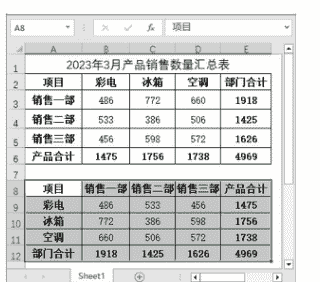 A8 fx 项目
A B C D E
1 2023年3月产品销售数量汇总表
2 项目 彩电 冰箱 空调 部门合计
3 销售一部 486 772 660 1918
4 销售二部 533 386 506 1425
5 销售三部 456 598 572 1626
6 产品合计 1475 1756 1738 4969
7
8 项目 销售一部 销售二部 销售三部 产品合计
9 彩电 486 533 456 1475
10 冰箱 772 386 598 1756
11 空调 660 506 572 1738
12 部门合计 1918 1425 1626 4969
Sheet1